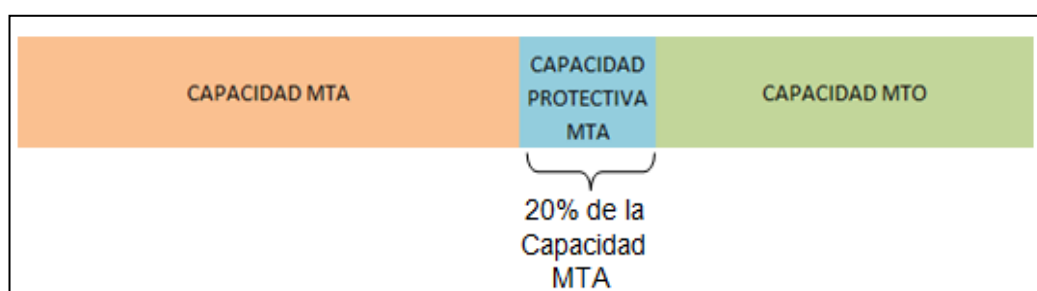 CAPACIDAD MTA
CAPACIDAD
PROTECTIVA
MTA
CAPACIDAD MTO
20% de la
Capacidad
MTA